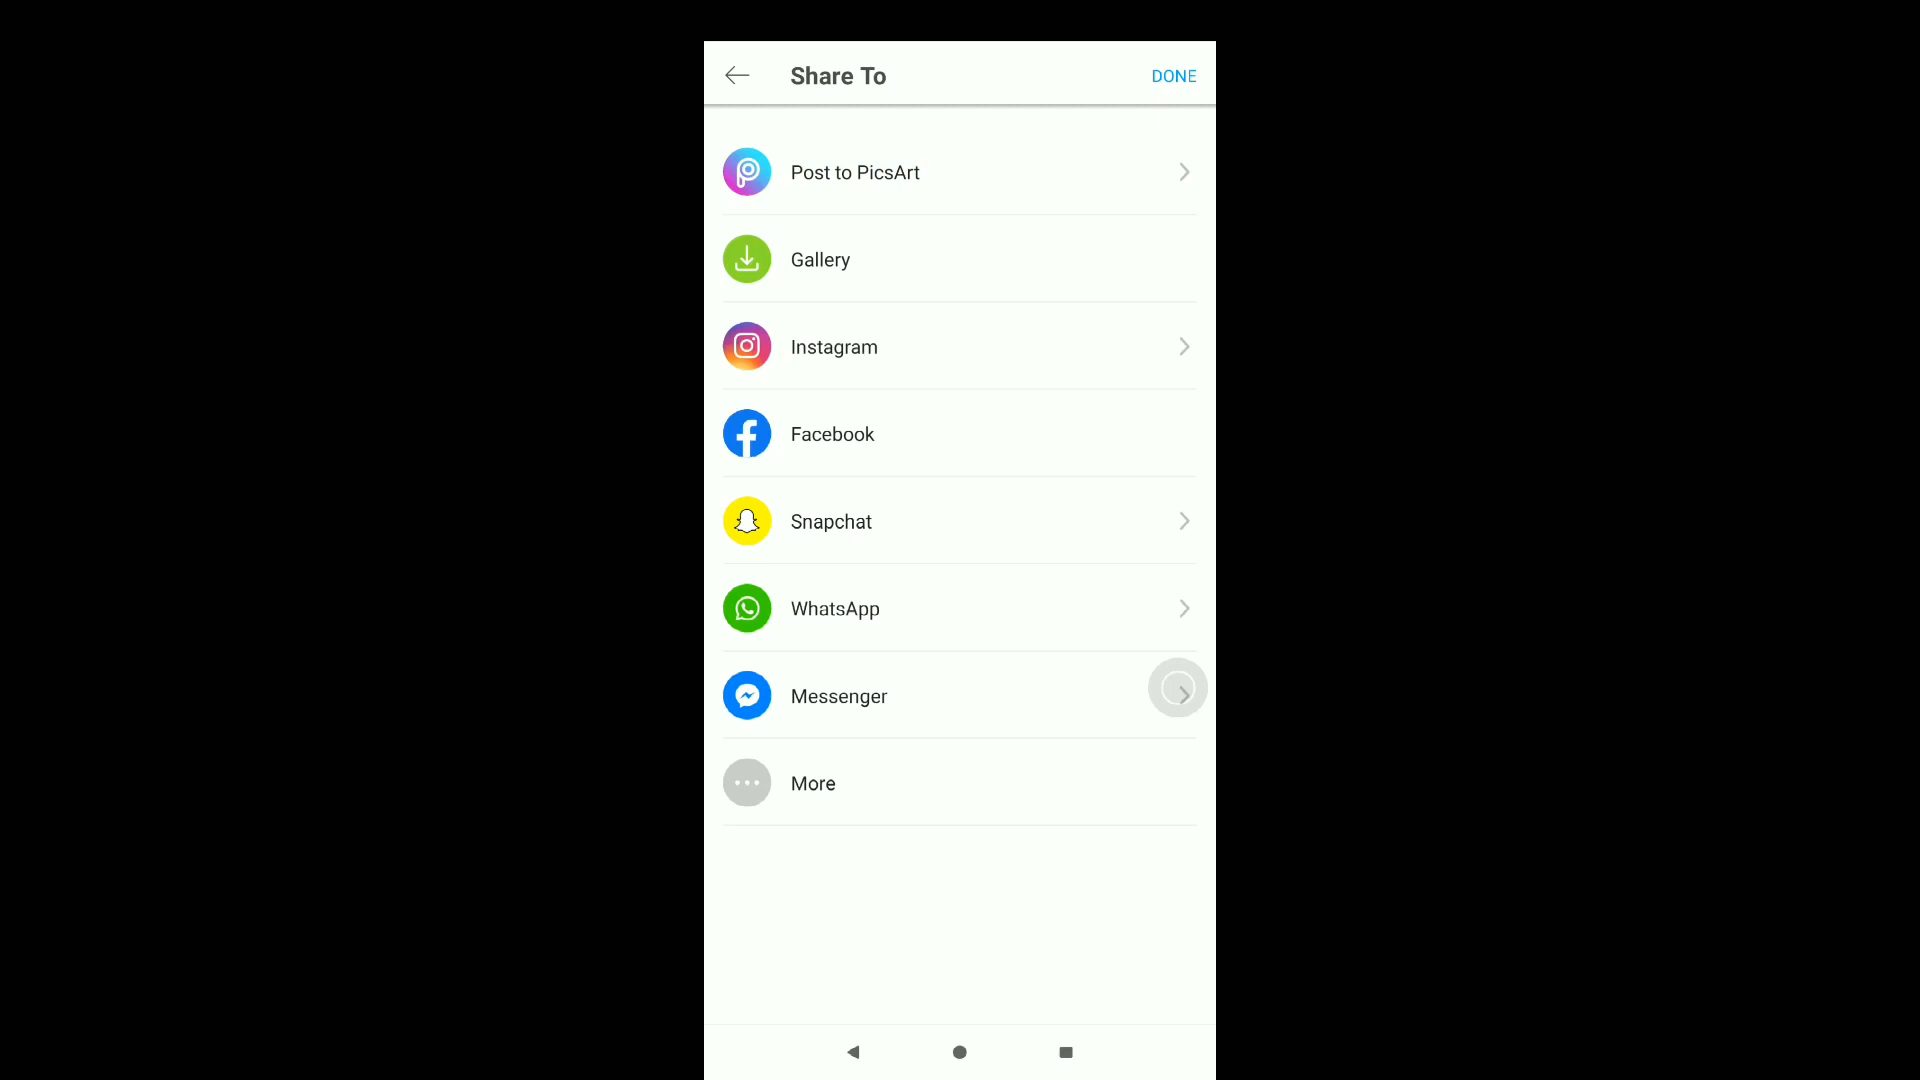 Share To
DONE
Post to PicsArt
Gallery
Instagram
Facebook
Snapchat
WhatsApp
Messenger
More